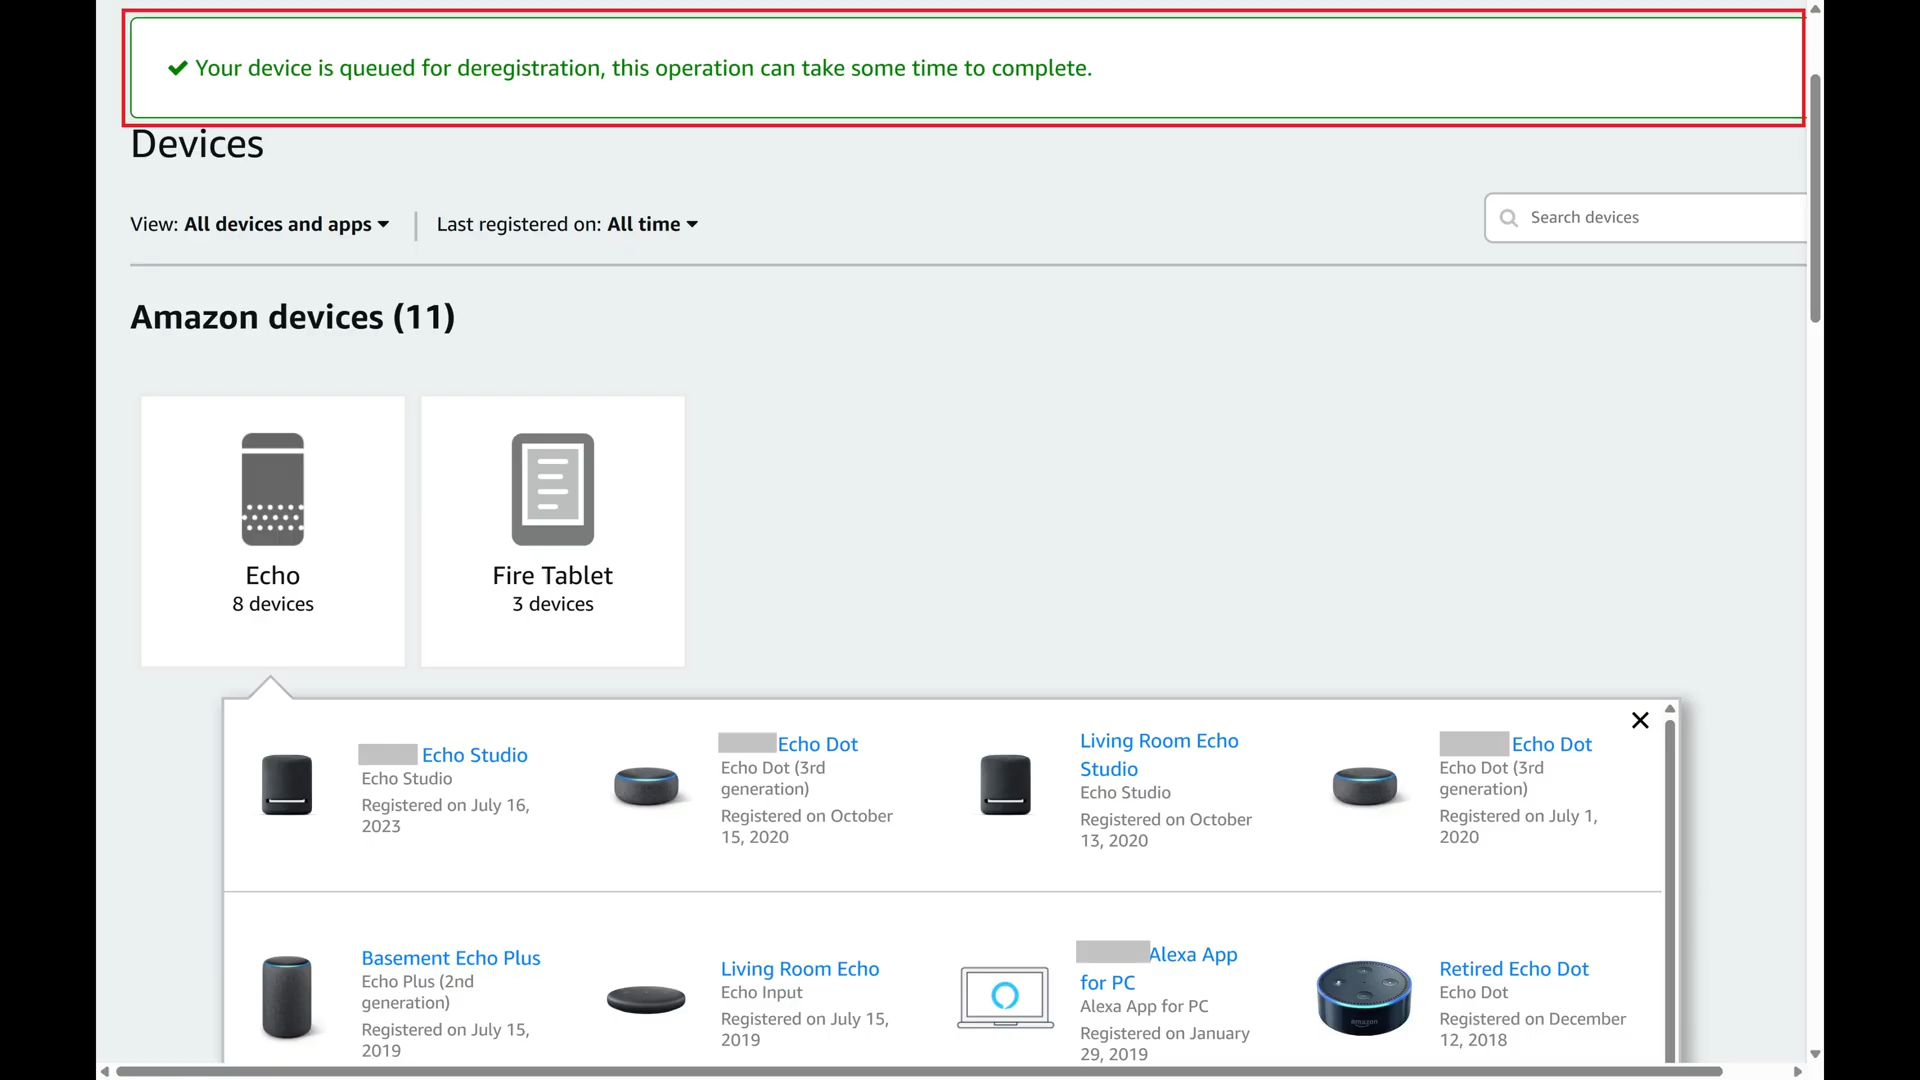 ✔ Your device is queued for deregistration, this operation can take some time to complete.
Devices
View: All devices and apps
Last registered on: All time
Search devices
Amazon devices (11)
Echo
8 devices
Fire Tablet
3 devices
Echo Studio
Echo Studio
Registered on July 16,
2023
Echo Dot
Echo Dot (3rd
generation)
Registered on October
15, 2020
Living Room Echo
Studio
Echo Studio
Registered on October
13, 2020
Echo Dot
Echo Dot (3rd
generation)
Registered on July 1,
2020
Basement Echo Plus
Echo Plus (2nd
generation)
Registered on July 15,
2019
Living Room Echo
Echo Input
Registered on July 15,
2019
Alexa App
for PC
Alexa App for PC
Registered on January
29, 2019
amazon
Retired Echo Dot
Echo Dot
Registered on December
12, 2018